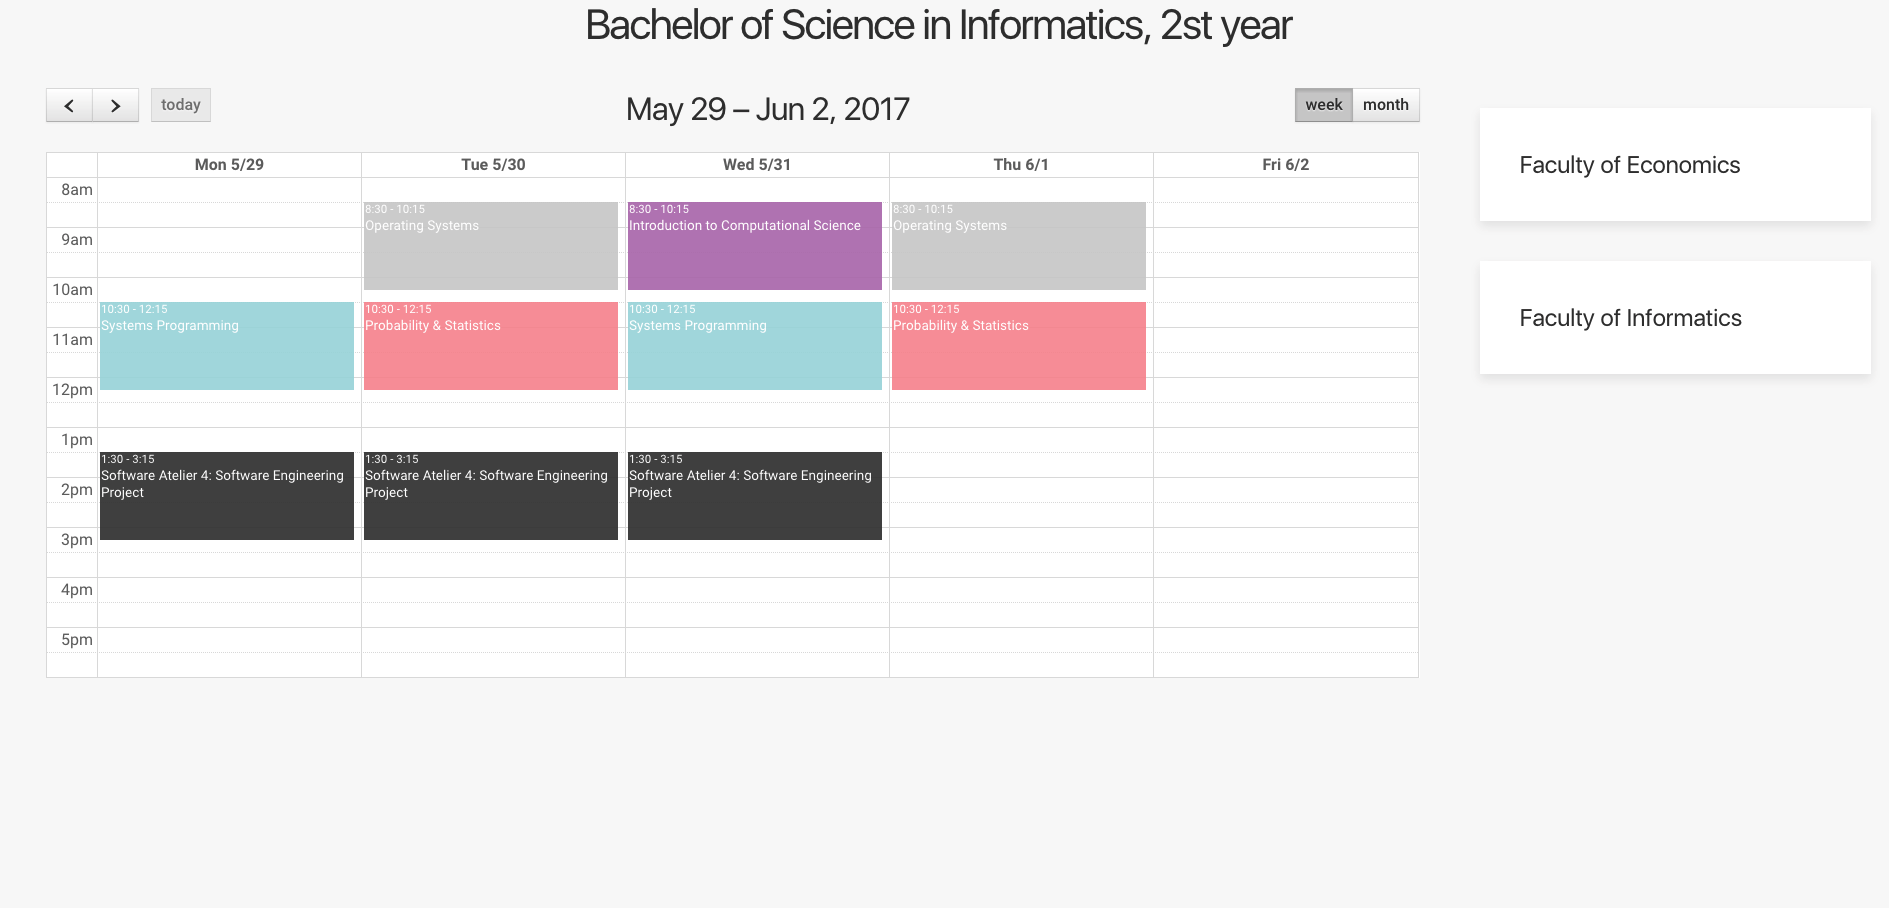 Bachelor of Science in Informatics, 2st year
today
May 29 – Jun 2, 2017
week month
Mon 5/29 Tue 5/30 Wed 5/31 Thu 6/1 Fri 6/2
8am
8:30 - 10:15
Operating Systems
8:30 - 10:15
Introduction to Computational Science
8:30 - 10:15
Operating Systems
9am
10am
10:30 - 12:15
Systems Programming
10:30 - 12:15
Probability & Statistics
10:30 - 12:15
Systems Programming
10:30 - 12:15
Probability & Statistics
11am
12pm
1pm
1:30 - 3:15
Software Atelier 4: Software Engineering
Project
1:30 - 3:15
Software Atelier 4: Software Engineering
Project
1:30 - 3:15
Software Atelier 4: Software Engineering
Project
2pm
3pm
4pm
5pm
Faculty of Economics
Faculty of Informatics